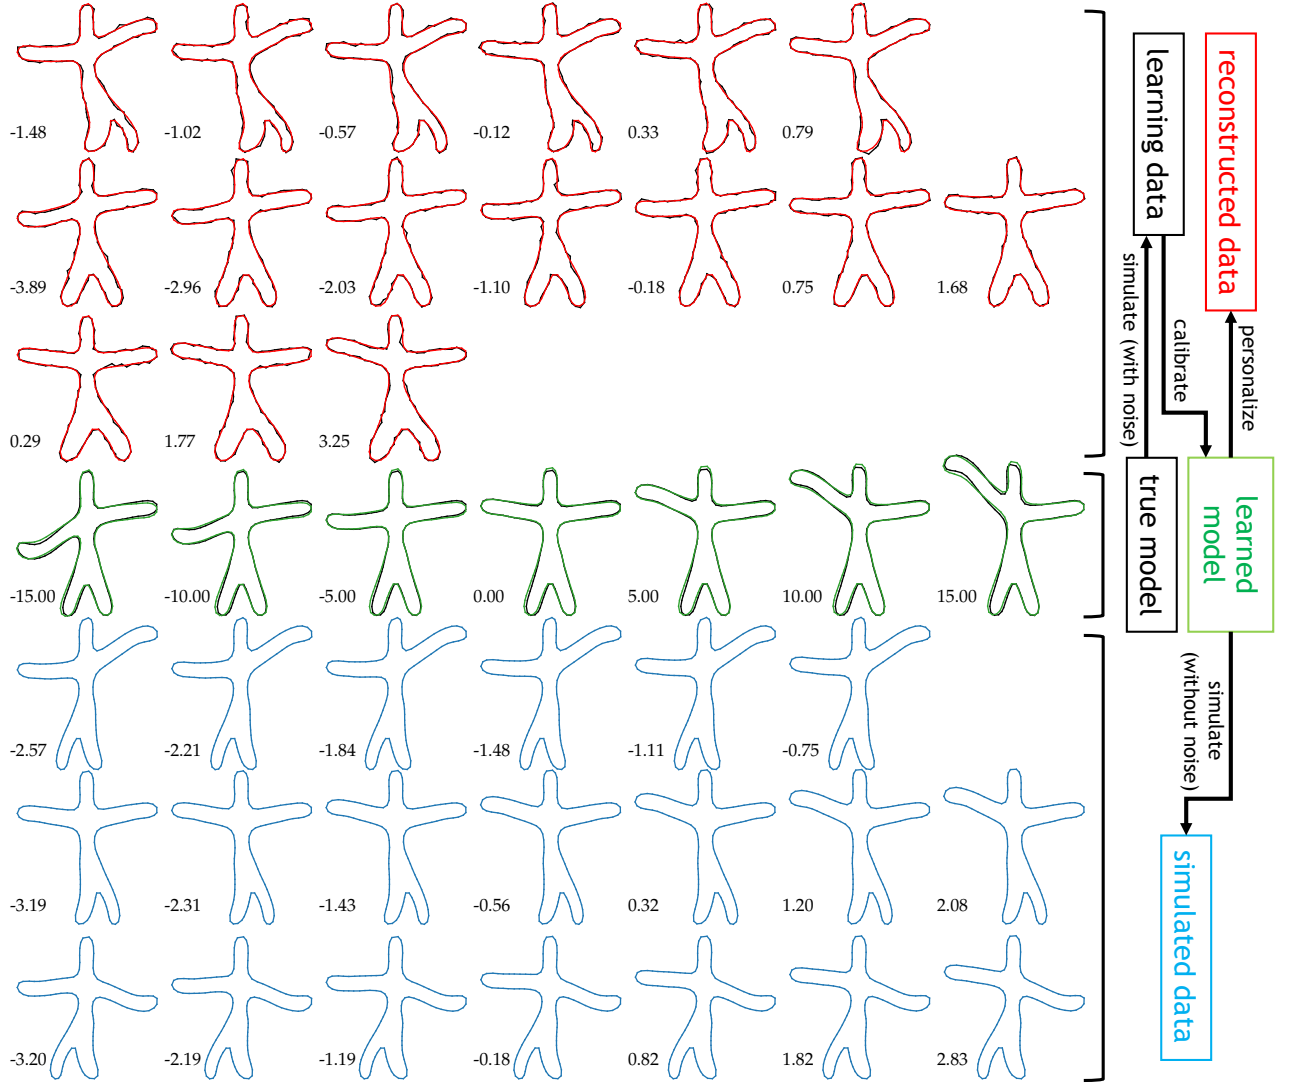 -1.48 -1.02 -0.57 -0.12 0.33 0.79
-3.89 -2.96 -2.03 -1.10 -0.18 0.75 1.68
0.29 1.77 3.25
-15.00 -10.00 -5.00 0.00 5.00 10.00 15.00
-2.57 -2.21 -1.84 -1.48 -1.11 -0.75
-3.19 -2.31 -1.43 -0.56 0.32 1.20 2.08
-3.20 -2.19 -1.19 -0.18 0.82 1.82 2.83
reconstructed data
learning data
simulate (with noise)
calibrate
personalize
true model
learned
model
simulate
(without noise)
simulated data